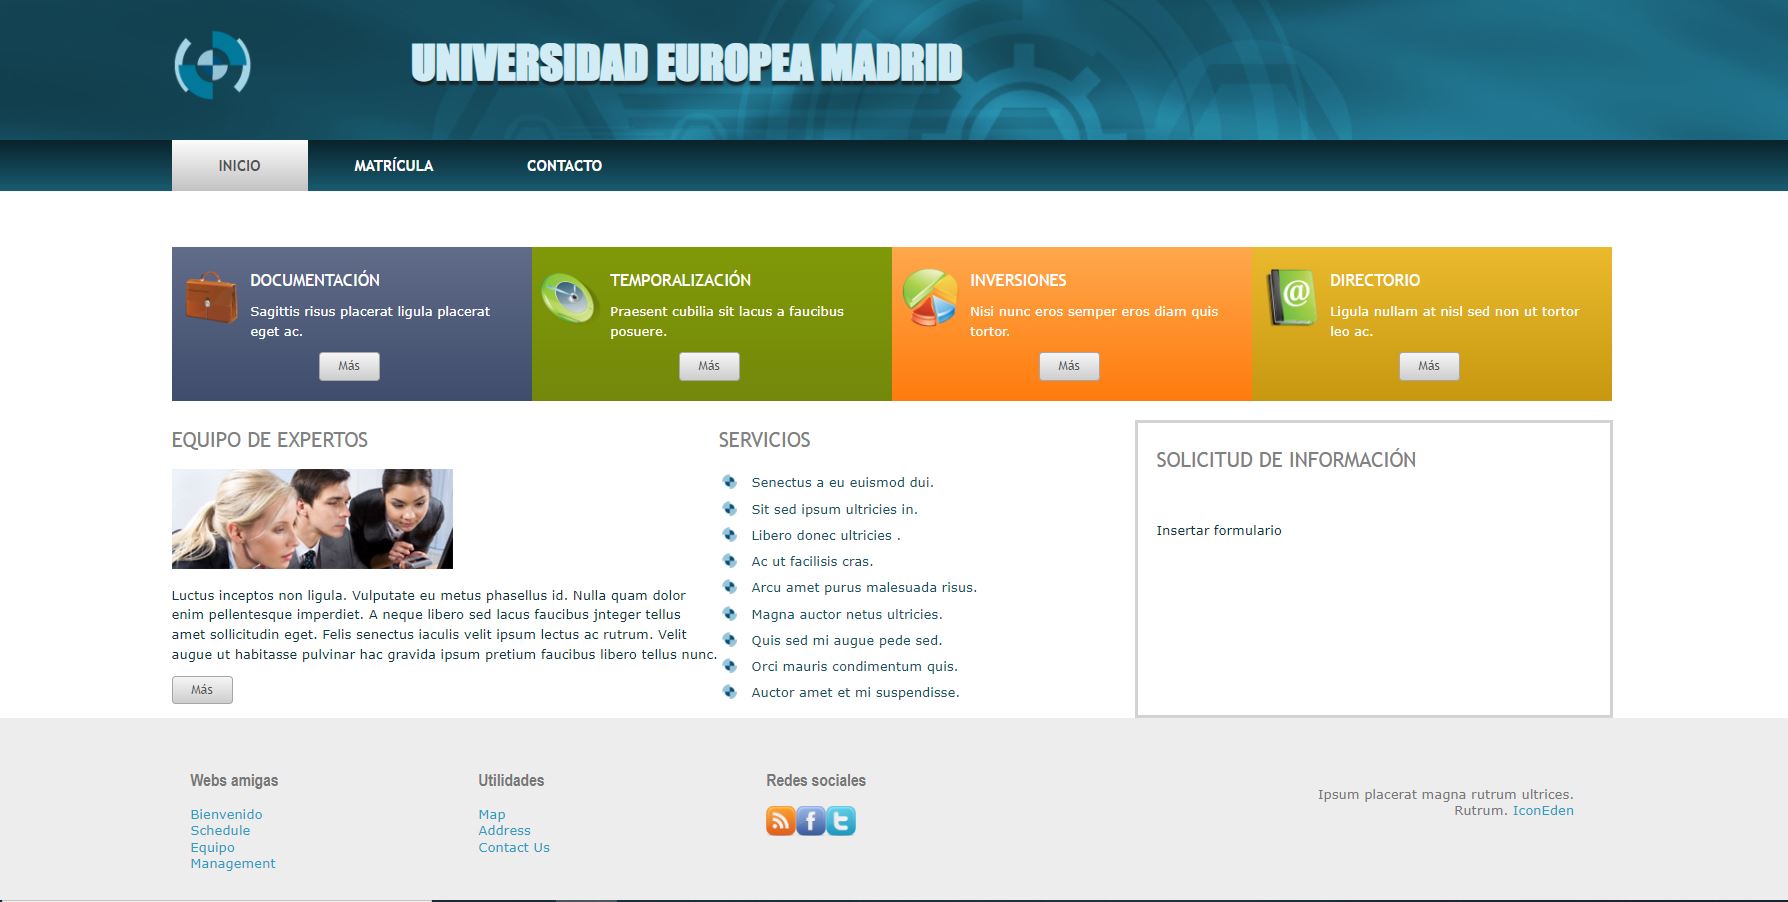 UNIVERSIDAD EUROPEA MADRID
INICIO
MATRÍCULA
CONTACTO
DOCUMENTACIÓN
Sagittis risus placerat ligula placerat
eget ac.
Más
TEMPORALIZACIÓN
Praesent cubilia sit lacus a faucibus
posuere.
Más
INVERSIONES
Nisi nunc eros semper eros diam quis
tortor.
Más
DIRECTORIO
Ligula nullam at nisl sed non ut tortor
leo ac.
Más
EQUIPO DE EXPERTOS
Luctus inceptos non ligula. Vulputate eu metus phasellus id. Nulla quam dolor
enim pellentesque imperdiet. A neque libero sed lacus faucibus jnteger tellus
amet sollicitudin eget. Felis senectus iaculis velit ipsum lectus ac rutrum. Velit
augue ut habitasse pulvinar hac gravida ipsum pretium faucibus libero tellus nunc.
Más
SERVICIOS
Senectus a eu euismod dui.
Sit sed ipsum ultricies in.
Libero donec ultricies .
Ac ut facilisis cras.
Arcu amet purus malesuada risus.
Magna auctor netus ultricies.
Quis sed mi augue pede sed.
Orci mauris condimentum quis.
Auctor amet et mi suspendisse.
SOLICITUD DE INFORMACIÓN
Insertar formulario
Webs amigas
Bienvenido
Schedule
Equipo
Management
Utilidades
Map
Address
Contact Us
Redes sociales
Ipsum placerat magna rutrum ultrices.
Rutrum. IconEden